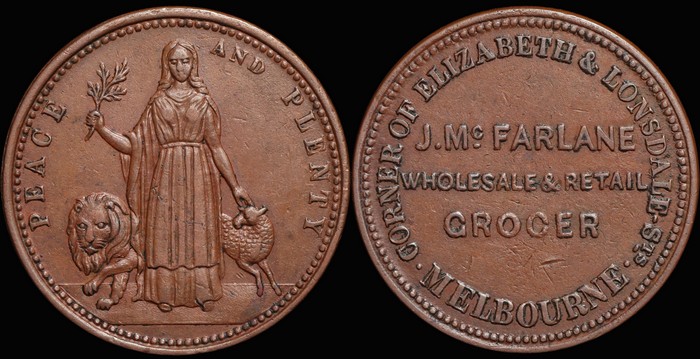 PEACE AND PLENTY
CORNER OF ELIZABETH & LONSDALE-STS
J. Mc FARLANE
WHOLESALE & RETAIL
GROCER
· MELBOURNE ·